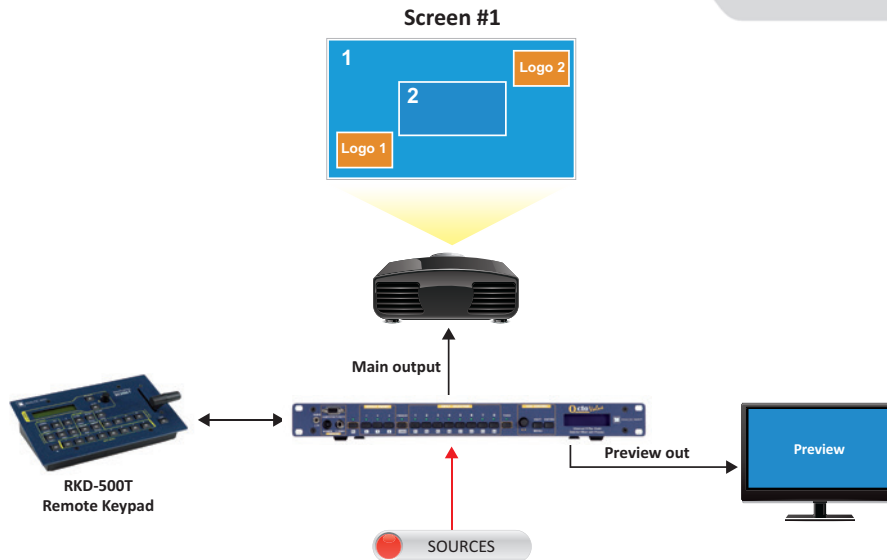 Screen #1
1
Logo 2
2
Logo 1
Main output
Preview out
Preview
RKD-500T
Remote Keypad
SOURCES